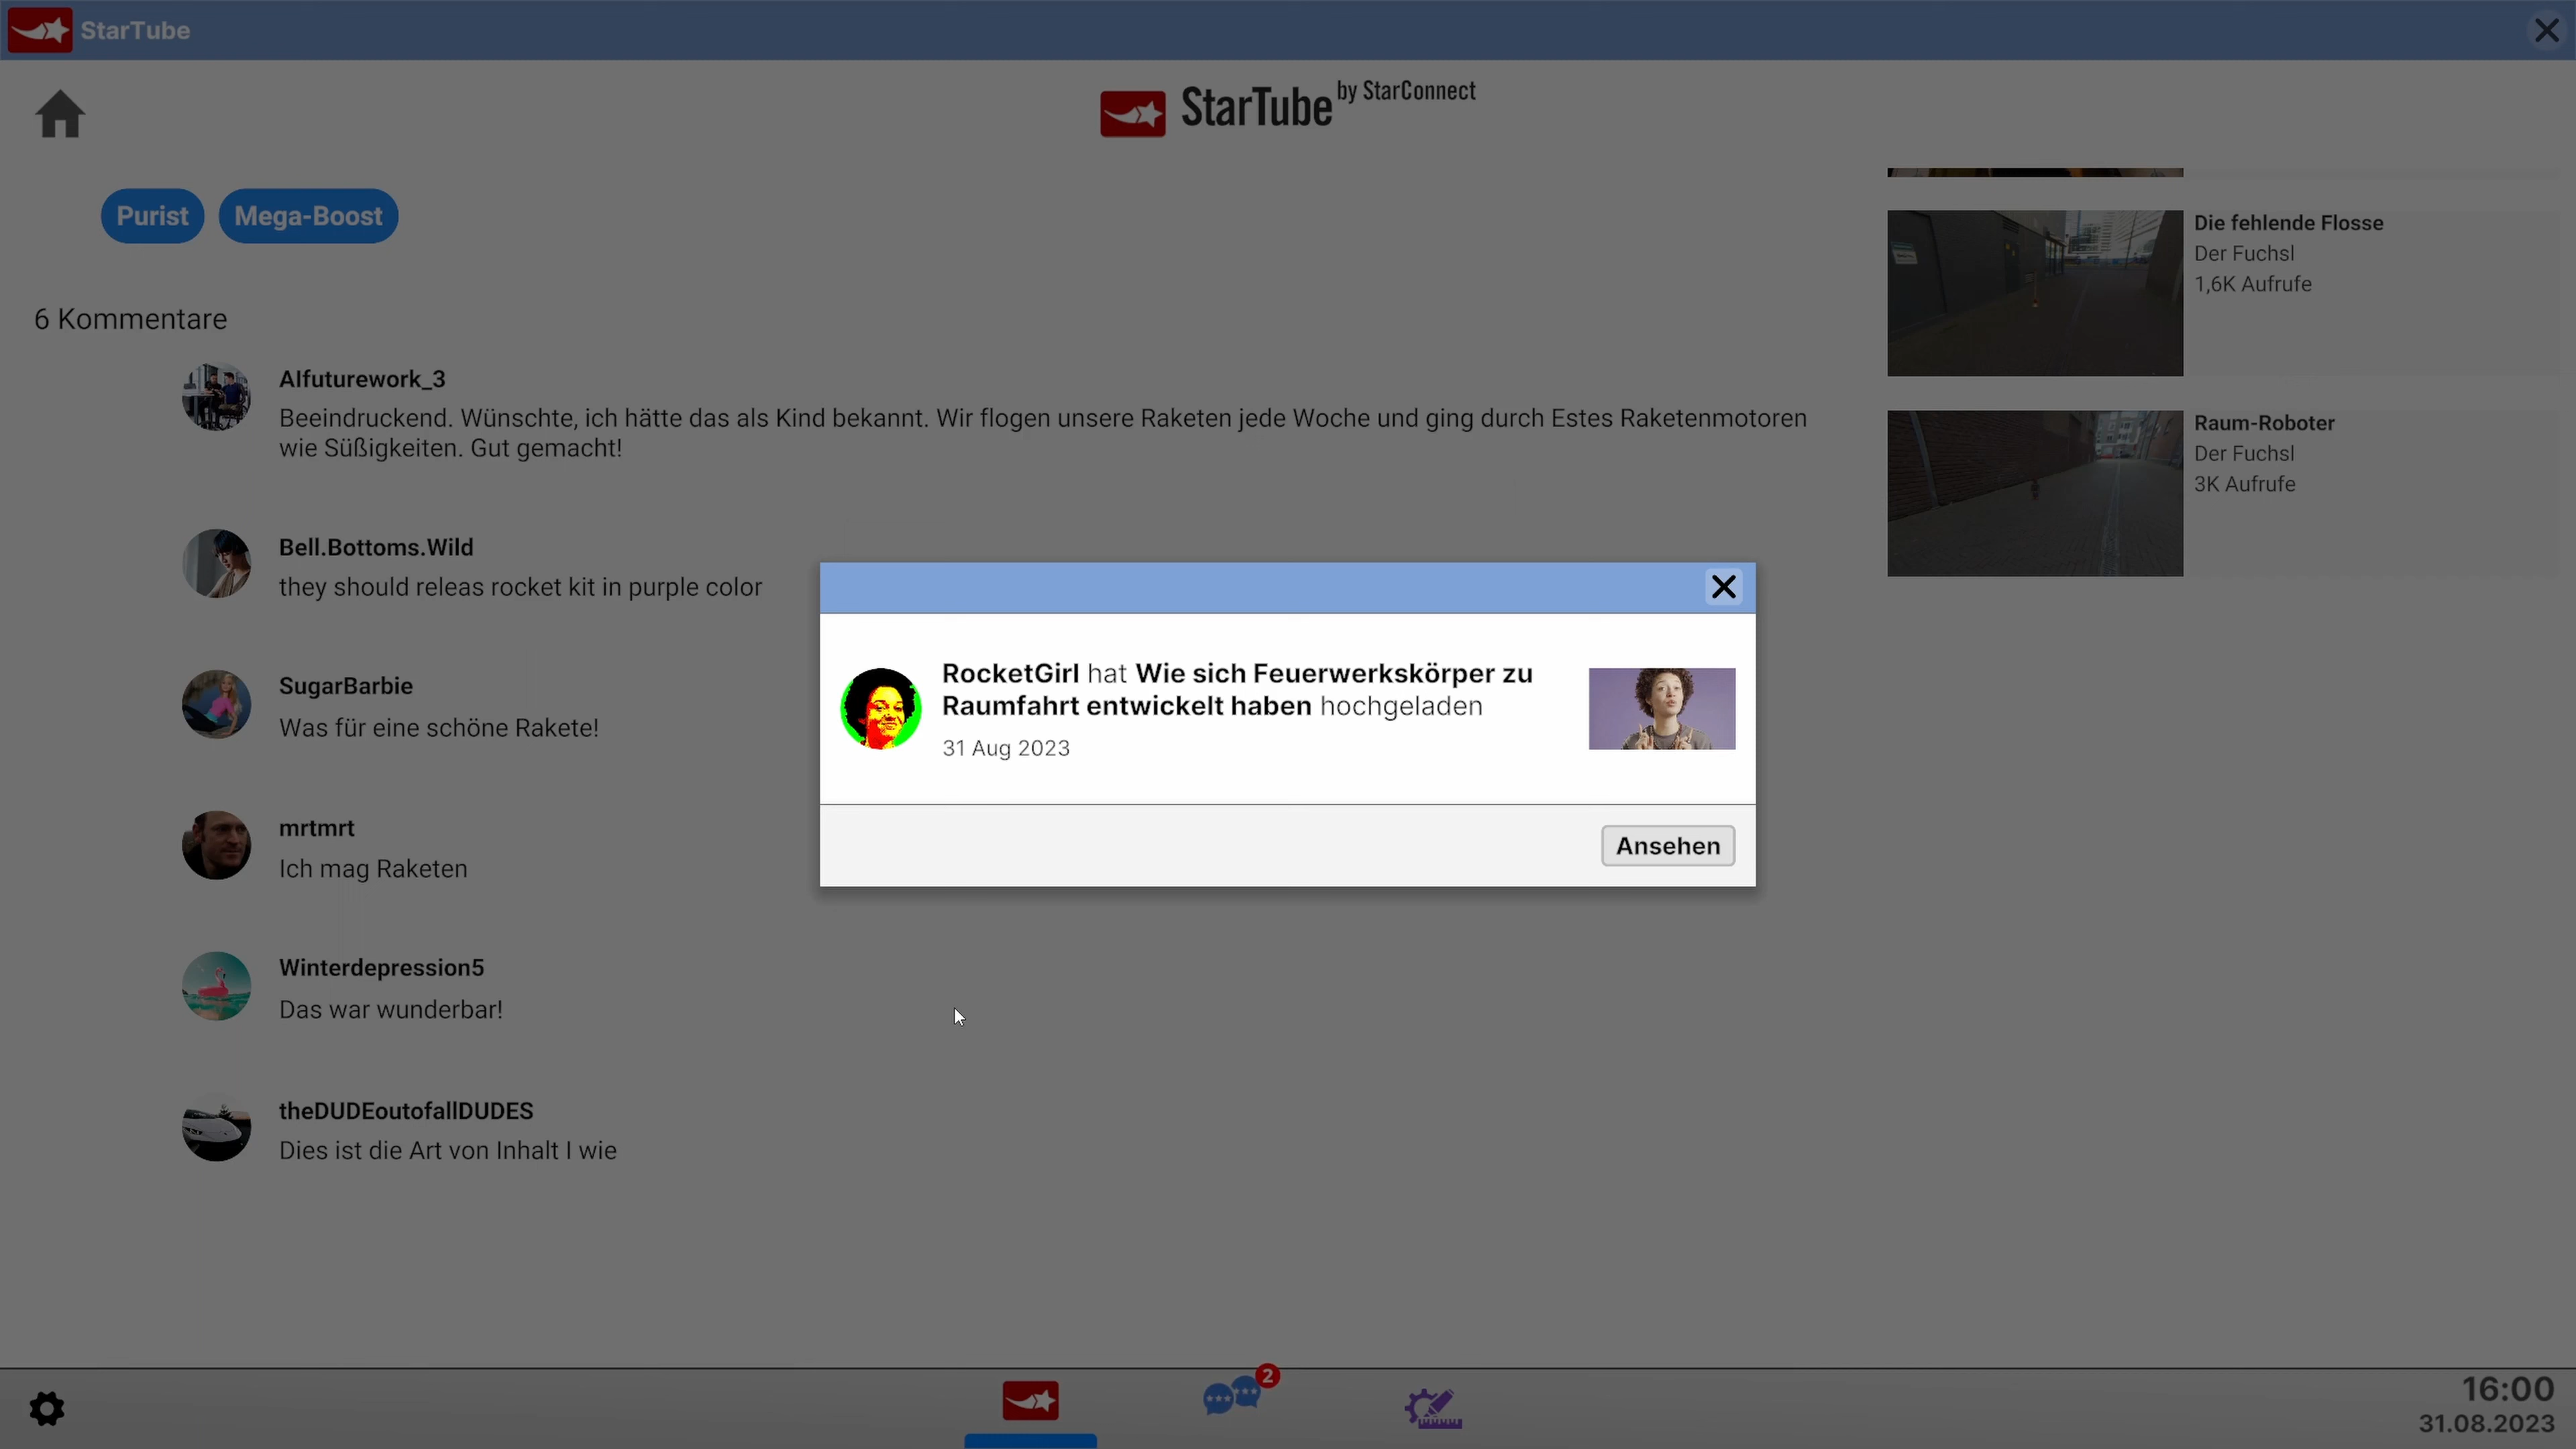 StarTube
StarTube by StarConnect
Purist
Mega-Boost
6 Kommentare
Alfuturework_3
Beeindruckend. Wünschte, ich hätte das als Kind bekannt. Wir flogen unsere Raketen jede Woche und ging durch Estes Raketenmotoren
wie Süßigkeiten. Gut gemacht!
Bell.Bottoms.Wild
they should releas rocket kit in purple color
SugarBarbie
Was für eine schöne Rakete!
mrtmrt
Ich mag Raketen
Winterdepression5
Das war wunderbar!
theDUDEoutofallDUDES
Dies ist die Art von Inhalt I wie
Die fehlende Flosse
Der Fuchsl
1,6K Aufrufe
Raum-Roboter
Der Fuchsl
3K Aufrufe
RocketGirl hat Wie sich Feuerwerkskörper zu
Raumfahrt entwickelt haben hochgeladen
31 Aug 2023
Ansehen
2
16:00
31.08.2023